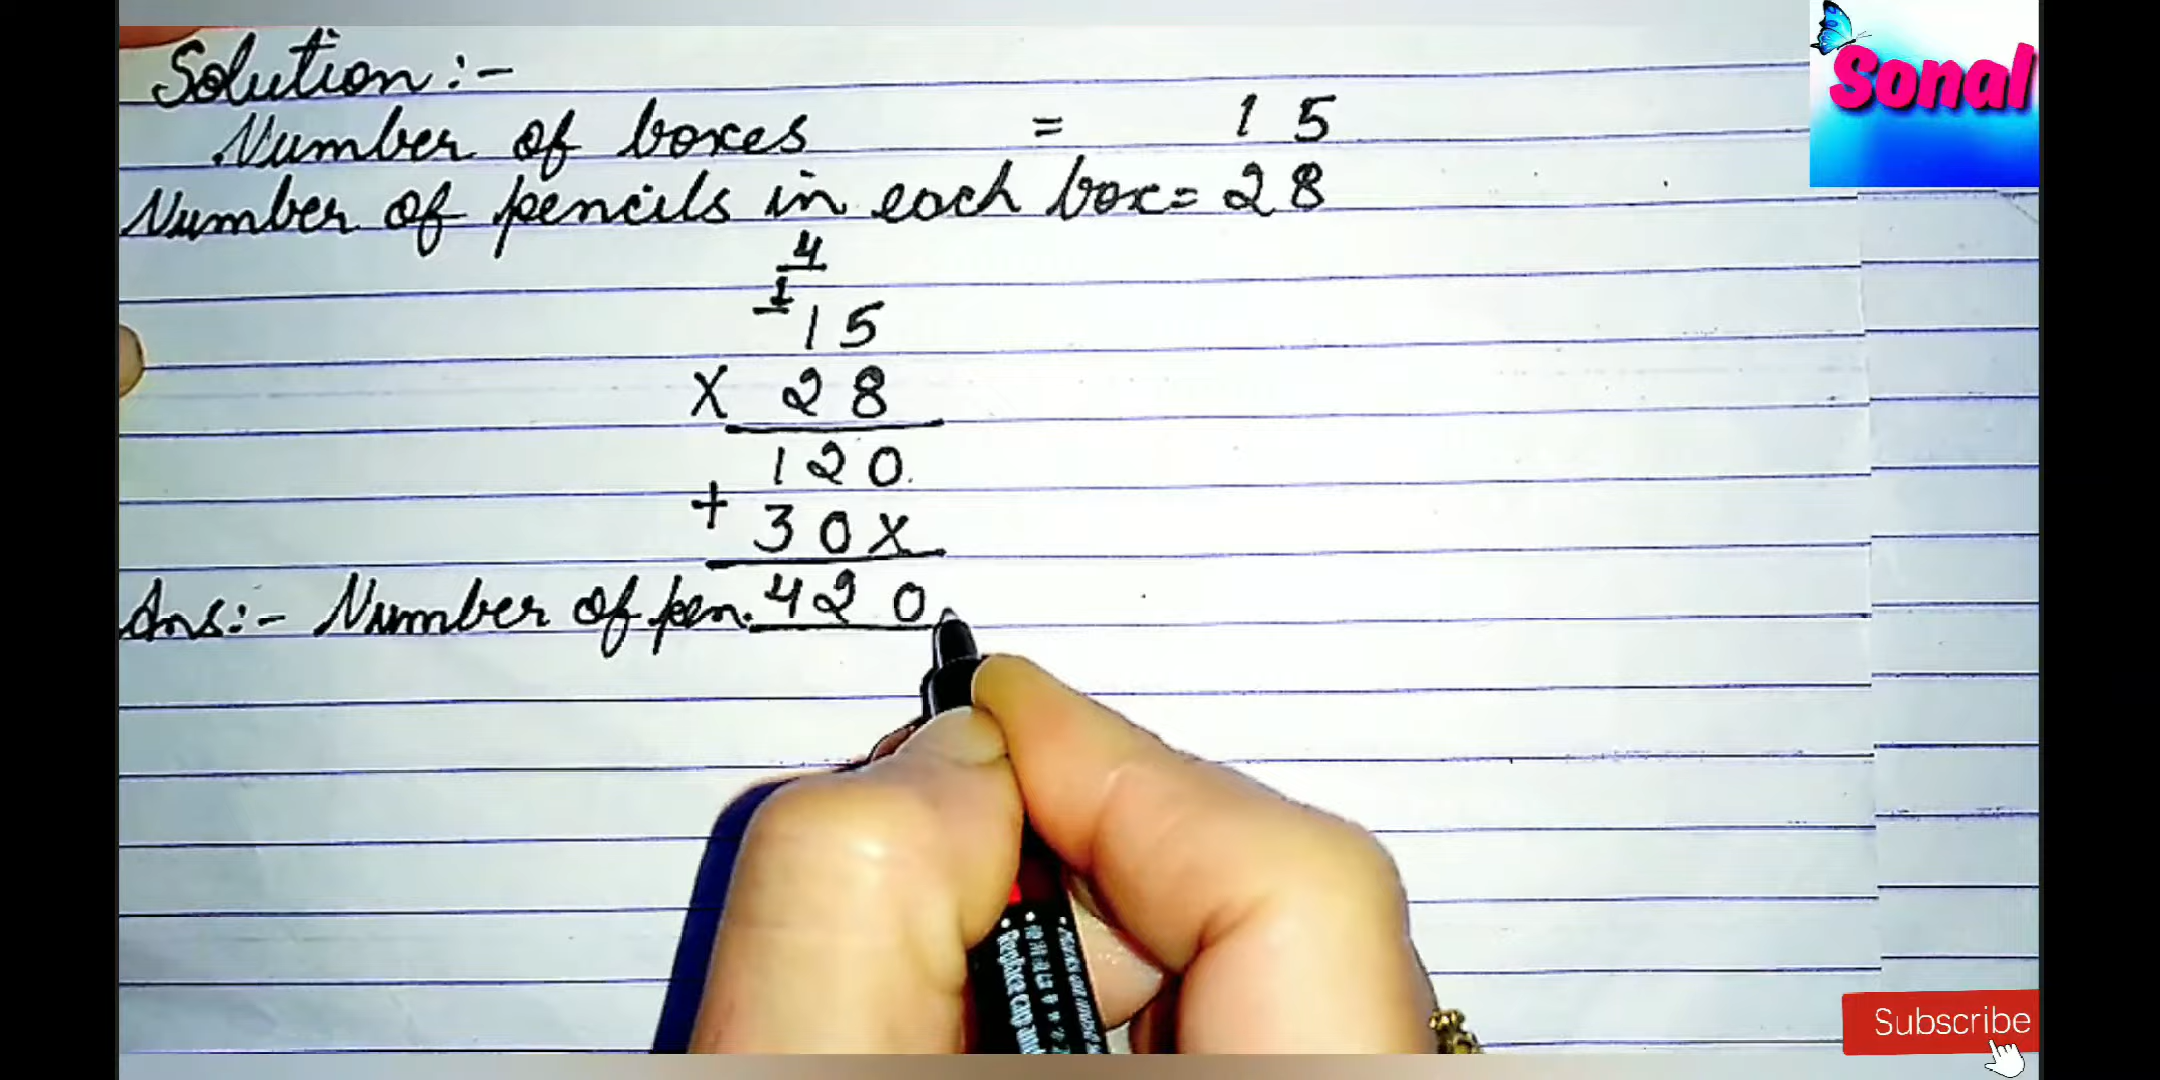 Solution:-
Number of boxes = 15
Number of pencils in each box = 28
4
1
15
X 28
120
+ 30x
Ans:- Number of pen. 420
Sonal
Subscribe